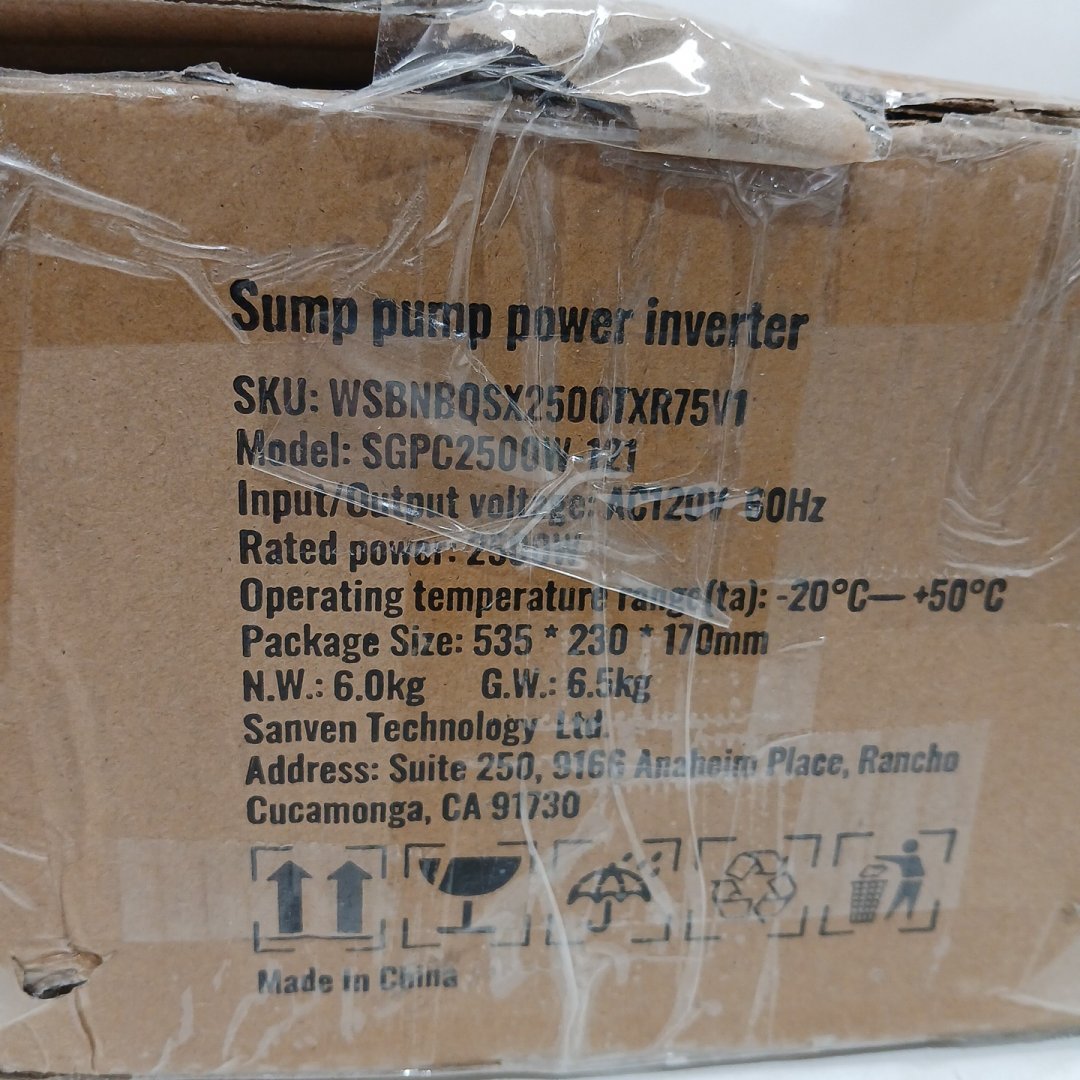 Sump pump power inverter
SKU: WSBNBQSX2500TXR75V1
Model: SGPC2500W-121
Input/Output voltage: AC120V 60Hz
Rated power: 2500W
Operating temperature range(ta): -20°C— +50°C
Package Size: 535 * 230 * 170mm
N.W.: 6.0kg G.W.: 6.5kg
Sanven Technology Ltd.
Address: Suite 250, 9166 Anaheim Place, Rancho
Cucamonga, CA 91730
Made in China